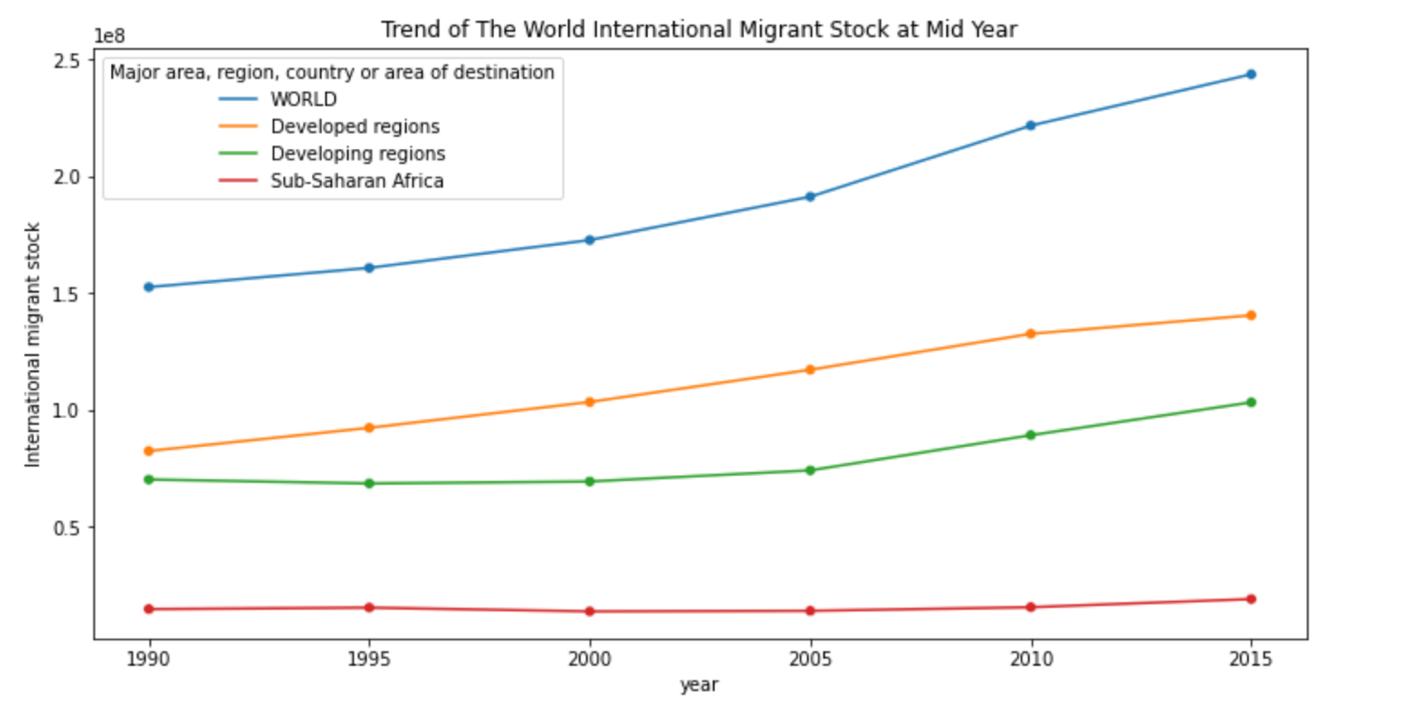 Trend of The World International Migrant Stock at Mid Year
1e8
2.5
2.0
1.5
1.0
0.5
International migrant stock
Major area, region, country or area of destination
WORLD
Developed regions
Developing regions
Sub-Saharan Africa
1990 1995 2000 2005 2010 2015
year